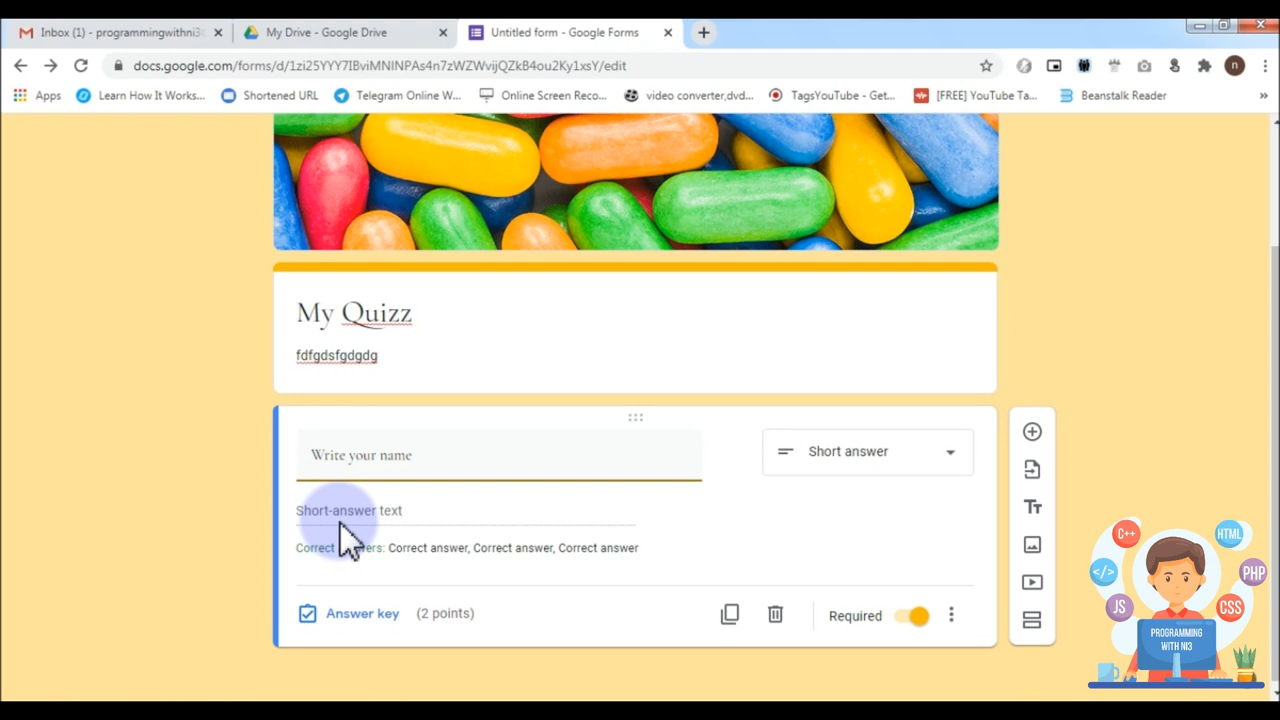 Inbox (1) - programmingwithni3 My Drive - Google Drive Untitled form - Google Forms
docs.google.com/forms/d/1zi25YYY7IBviMNINPAs4n7zWZWvijQZkB4ou2Ky1xsY/edit n
Apps Learn How It Works... Shortened URL Telegram Online W... Online Screen Reco... video converter,dvd... TagsYouTube - Get... [FREE] YouTube Ta... Beanstalk Reader »
My Quizz
fdfgdsfgdgdg
Write your name Short answer
Short-answer text
Correct answer, Correct answer, Correct answer
Answer key (2 points) Required
C++ HTML
</> PHP
JS CSS
PROGRAMMING
WITH NI3